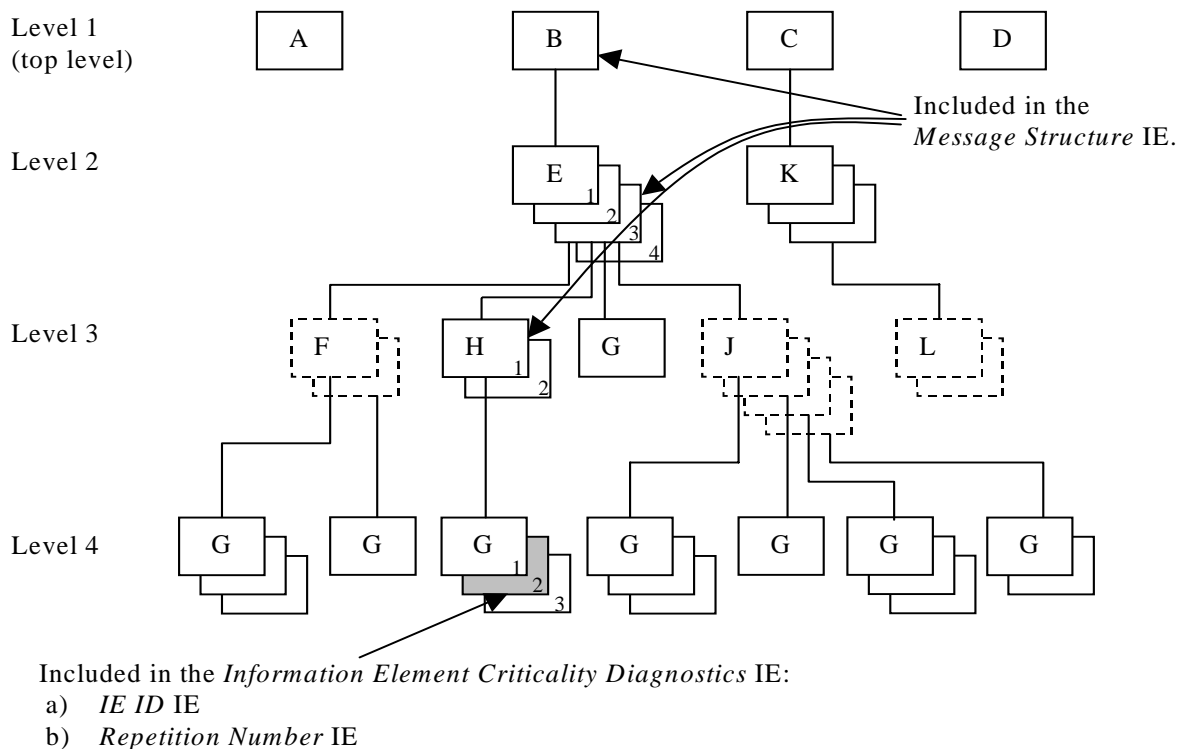 Level 1
(top level)
A
B
C
D
Included in the
Message Structure IE.
Level 2
E
1
2
3
4
K
Level 3
F
H
1
2
G
J
L
Level 4
G
G
G
1
2
3
G
G
G
G
Included in the Information Element Criticality Diagnostics IE:
a) IE ID IE
b) Repetition Number IE